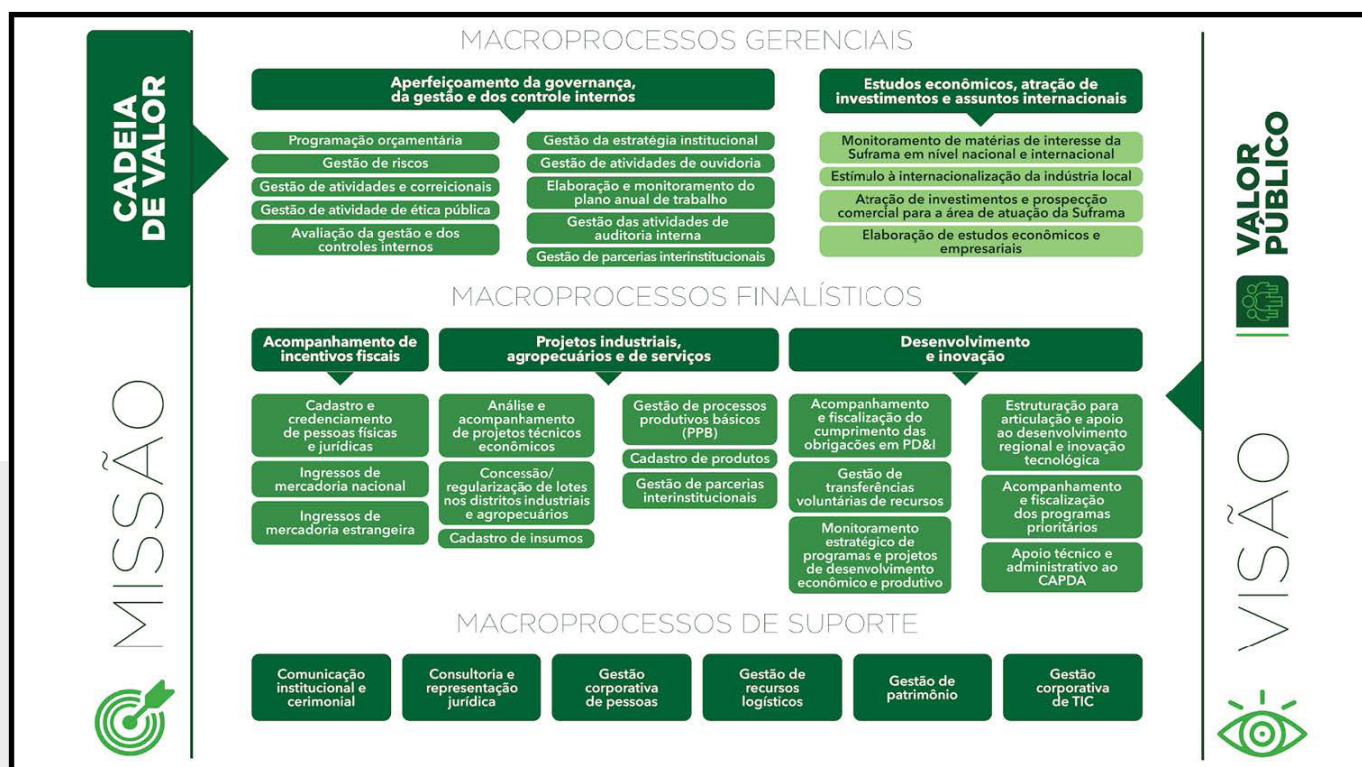 CADEIA
DE VALOR
MISSÃO
MACROPROCESSOS GERENCIAIS
Aperfeiçoamento da governança,
da gestão e dos controle internos
Programação orçamentária
Gestão de riscos
Gestão de atividades e correicionais
Gestão de atividade de ética pública
Avaliação da gestão e dos
controles internos
Gestão da estratégia institucional
Gestão de atividades de ouvidoria
Elaboração e monitoramento do
plano anual de trabalho
Gestão das atividades de
auditoria interna
Gestão de parcerias interinstitucionais
Estudos econômicos, atração de
investimentos e assuntos internacionais
Monitoramento de matérias de interesse da
Suframa em nível nacional e internacional
Estímulo à internacionalização da indústria local
Atração de investimentos e prospecção
comercial para a área de atuação da Suframa
Elaboração de estudos econômicos e
empresariais
MACROPROCESSOS FINALÍSTICOS
Acompanhamento de
incentivos fiscais
Cadastro e
credenciamento
de pessoas físicas
e jurídicas
Ingressos de
mercadoria nacional
Ingressos de
mercadoria estrangeira
Projetos industriais,
agropecuários e de serviços
Análise e
acompanhamento
de projetos técnicos
econômicos
Concessão/
regularização de lotes
nos distritos industriais
e agropecuários
Cadastro de insumos
Gestão de processos
produtivos básicos
(PPB)
Cadastro de produtos
Gestão de parcerias
interinstitucionais
Desenvolvimento
e inovação
Acompanhamento
e fiscalização do
cumprimento das
obrigações em PD&I
Gestão de
transferências
voluntárias de recursos
Monitoramento
estratégico de
programas e projetos
de desenvolvimento
econômico e produtivo
Estruturação para
articulação e apoio
ao desenvolvimento
regional e inovação
tecnológica
Acompanhamento
e fiscalização
dos programas
prioritários
Apoio técnico e
administrativo ao
CAPDA
MACROPROCESSOS DE SUPORTE
Comunicação
institucional e
cerimonial
Consultoria e
representação
jurídica
Gestão
corporativa
de pessoas
Gestão de
recursos
logísticos
Gestão de
patrimônio
Gestão
corporativa
de TIC
VALOR
PÚBLICO
VISÃO